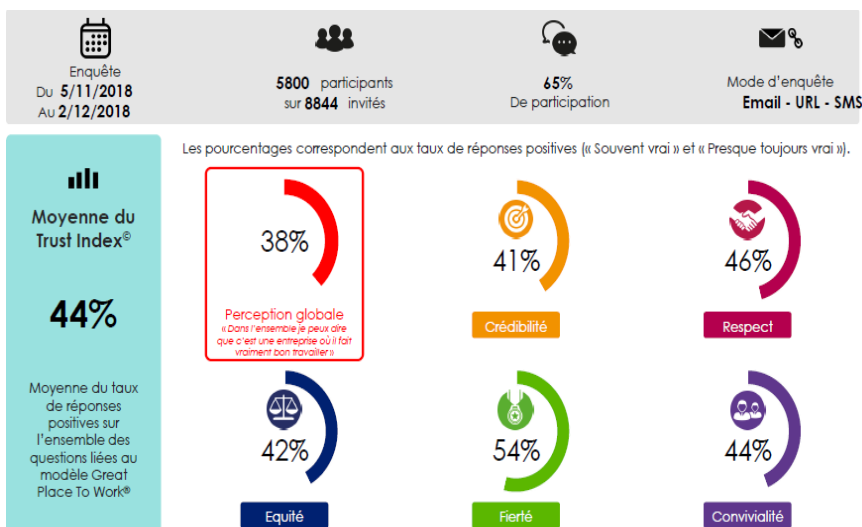 Enquête
Du 5/11/2018
Au 2/12/2018
5800 participants
sur 8844 invités
65%
De participation
Mode d'enquête
Email - URL - SMS
Les pourcentages correspondent aux taux de réponses positives (« Souvent vrai » et « Presque toujours vrai »).
Moyenne du
Trust Index©
44%
Moyenne du taux
de réponses
positives sur
l'ensemble des
questions liées au
modèle Great
Place To Work®
38%
Perception globale
« Dans l'ensemble je peux dire
que c'est une entreprise où il fait
vraiment bon travailler »
41%
Crédibilité
46%
Respect
42%
Equité
54%
Fierté
44%
Convivialité